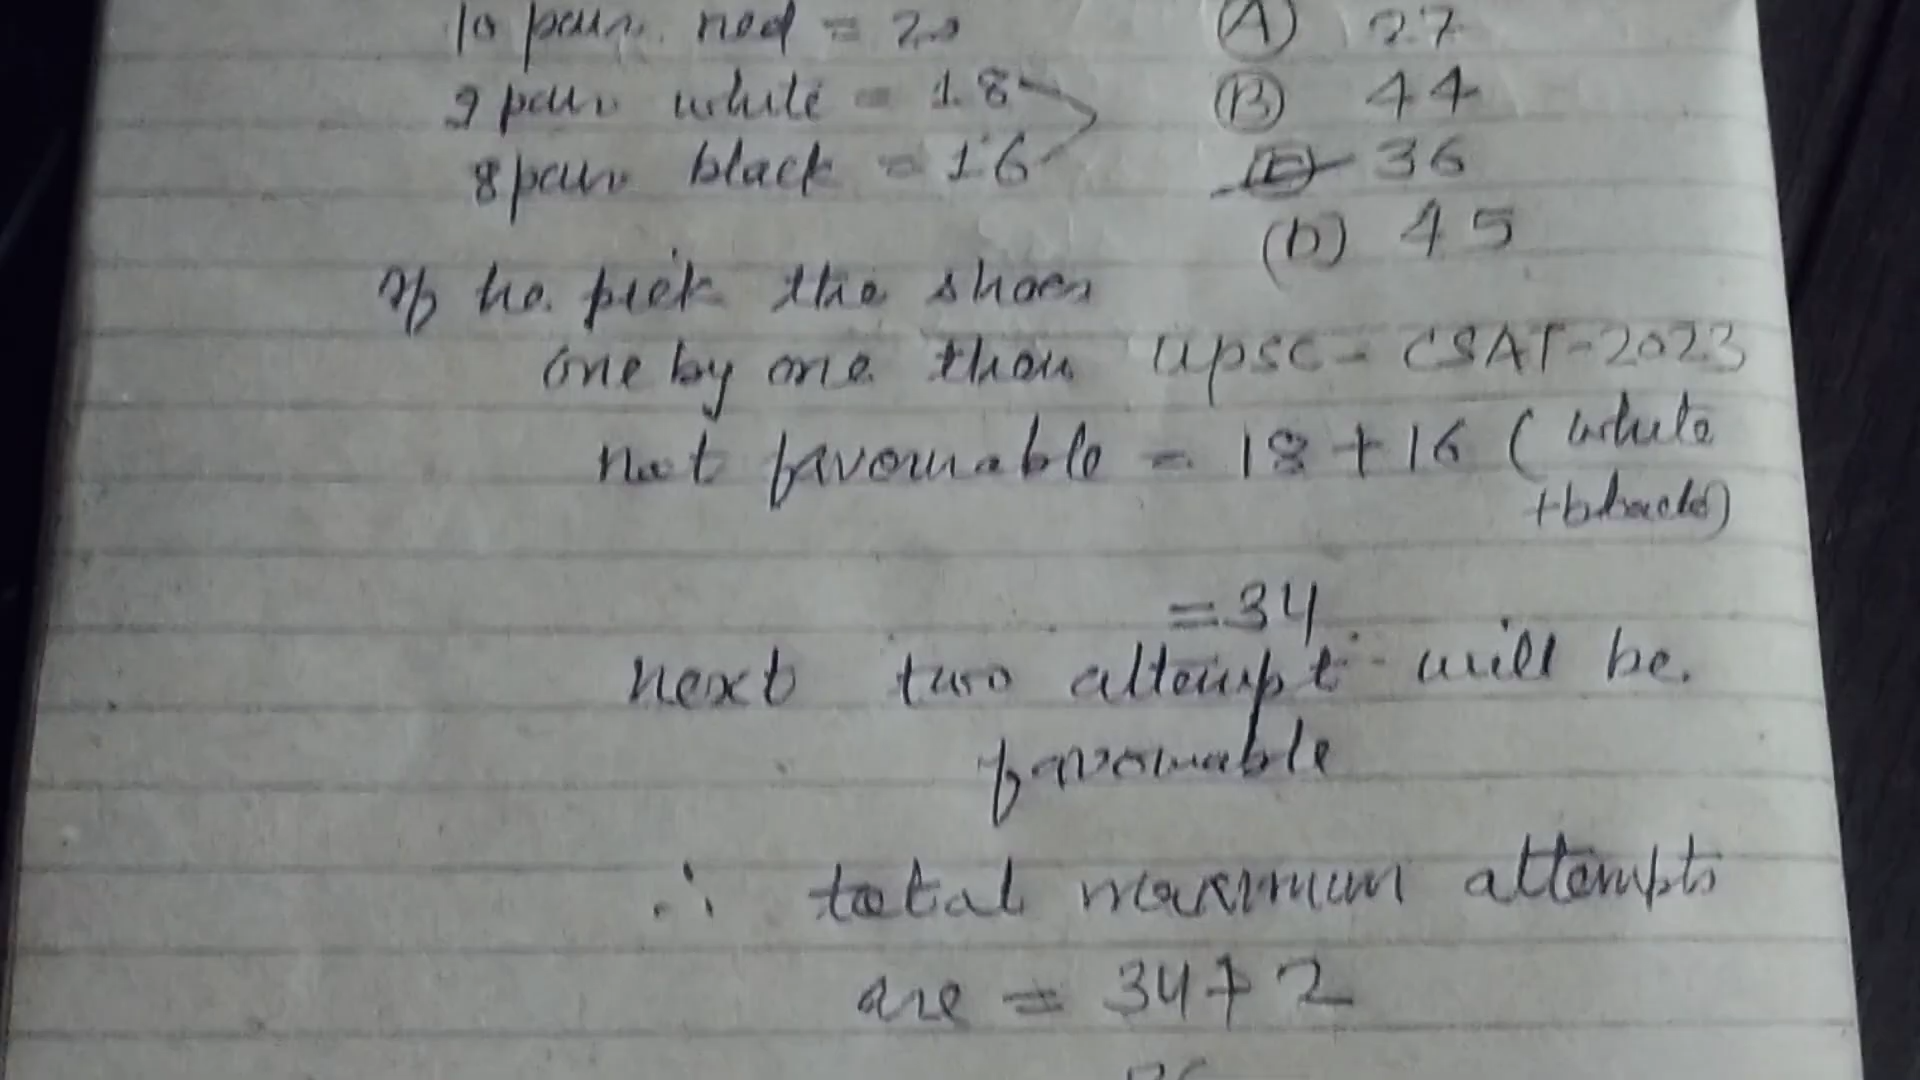 10 pair red = 20 (A) 27
9 pair white = 18 (B) 44
8 pair black = 16 (C) 36
(D) 45
If he pick the shoes
one by one than UPSC - CSAT-2023
not favourable = 18 + 16 (white
+black)
= 34
next two attempt will be
favourable
∴ total maximum attempts
are = 34+2